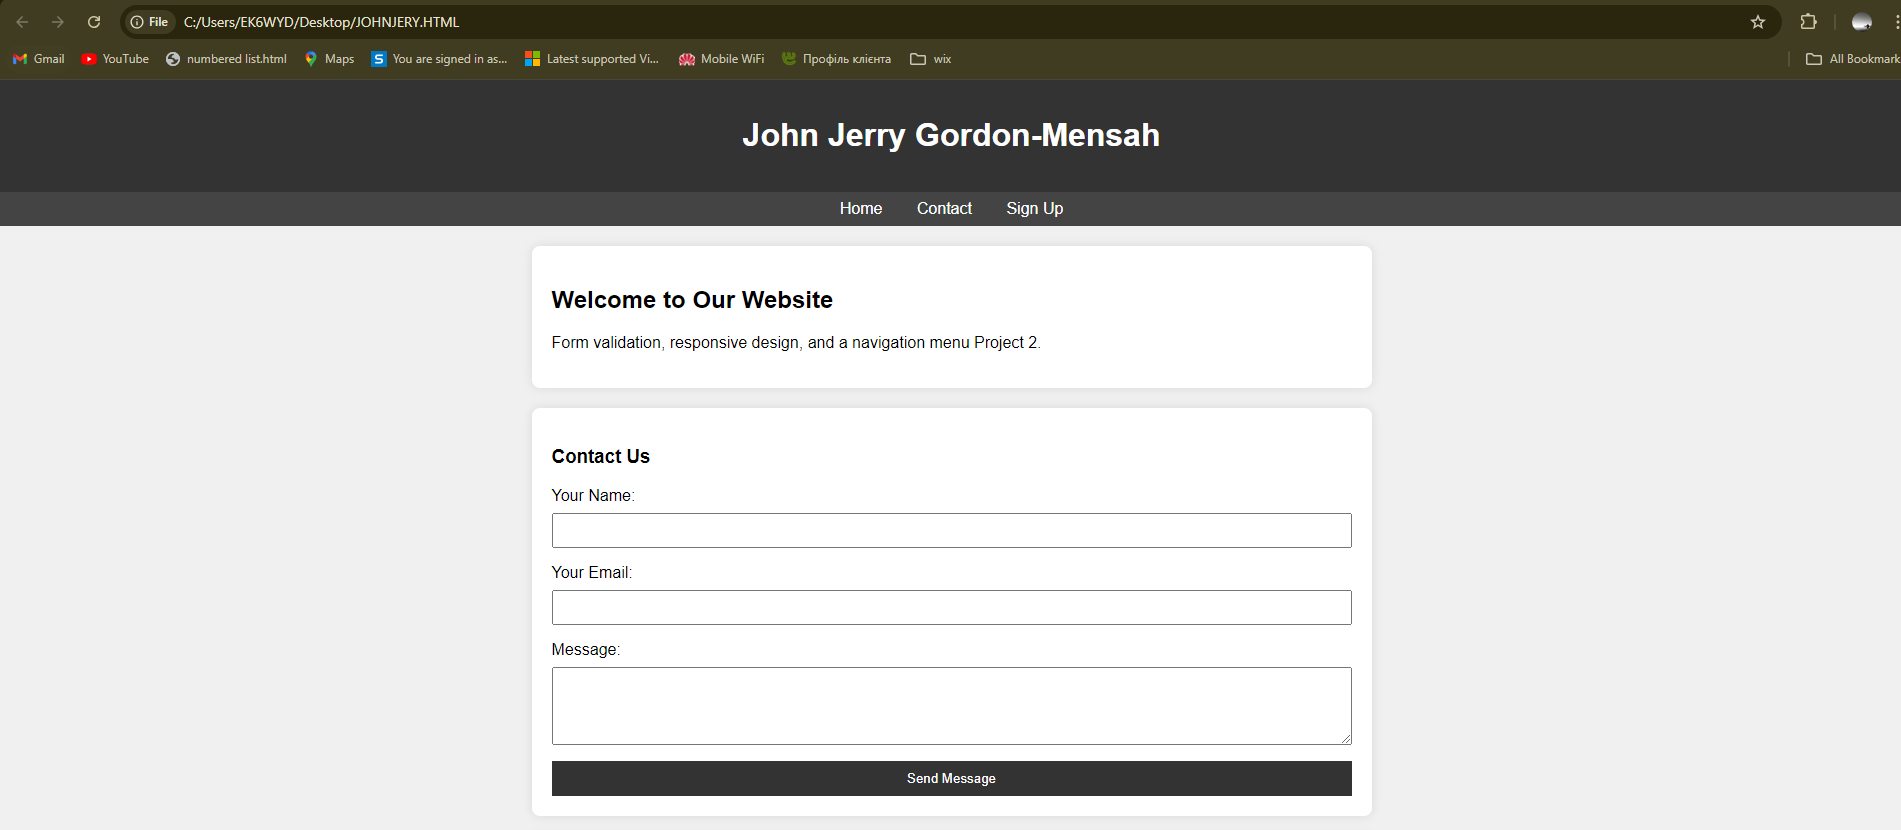 File C:/Users/EK6WYD/Desktop/JOHNJERY.HTML
Gmail YouTube numbered list.html Maps You are signed in as... Latest supported Vi... Mobile WiFi Профіль клієнта wix All Bookmark
John Jerry Gordon-Mensah
Home Contact Sign Up
Welcome to Our Website
Form validation, responsive design, and a navigation menu Project 2.
Contact Us
Your Name:
Your Email:
Message:
Send Message